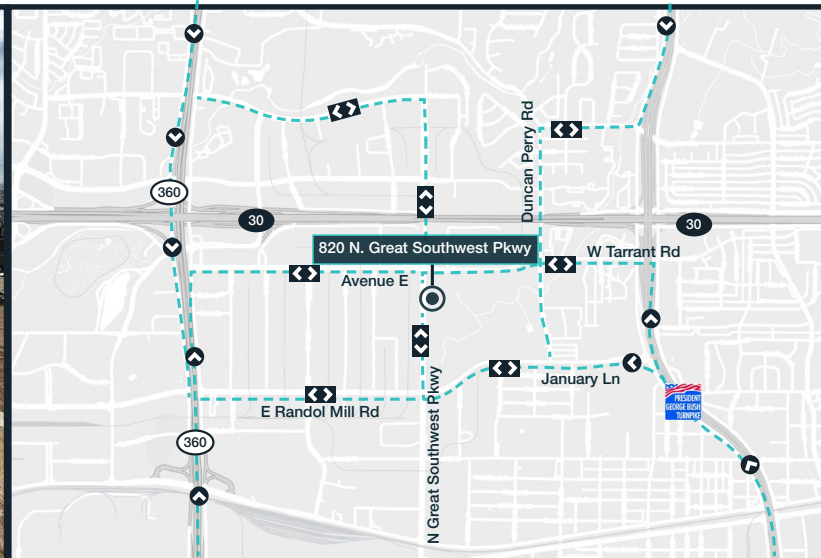 Duncan Perry Rd
360
30
30
820 N. Great Southwest Pkwy
W Tarrant Rd
Avenue E
January Ln
PRESIDENT
GEORGE BUSH
TURNPIKE
E Randol Mill Rd
N Great Southwest Pkwy
360